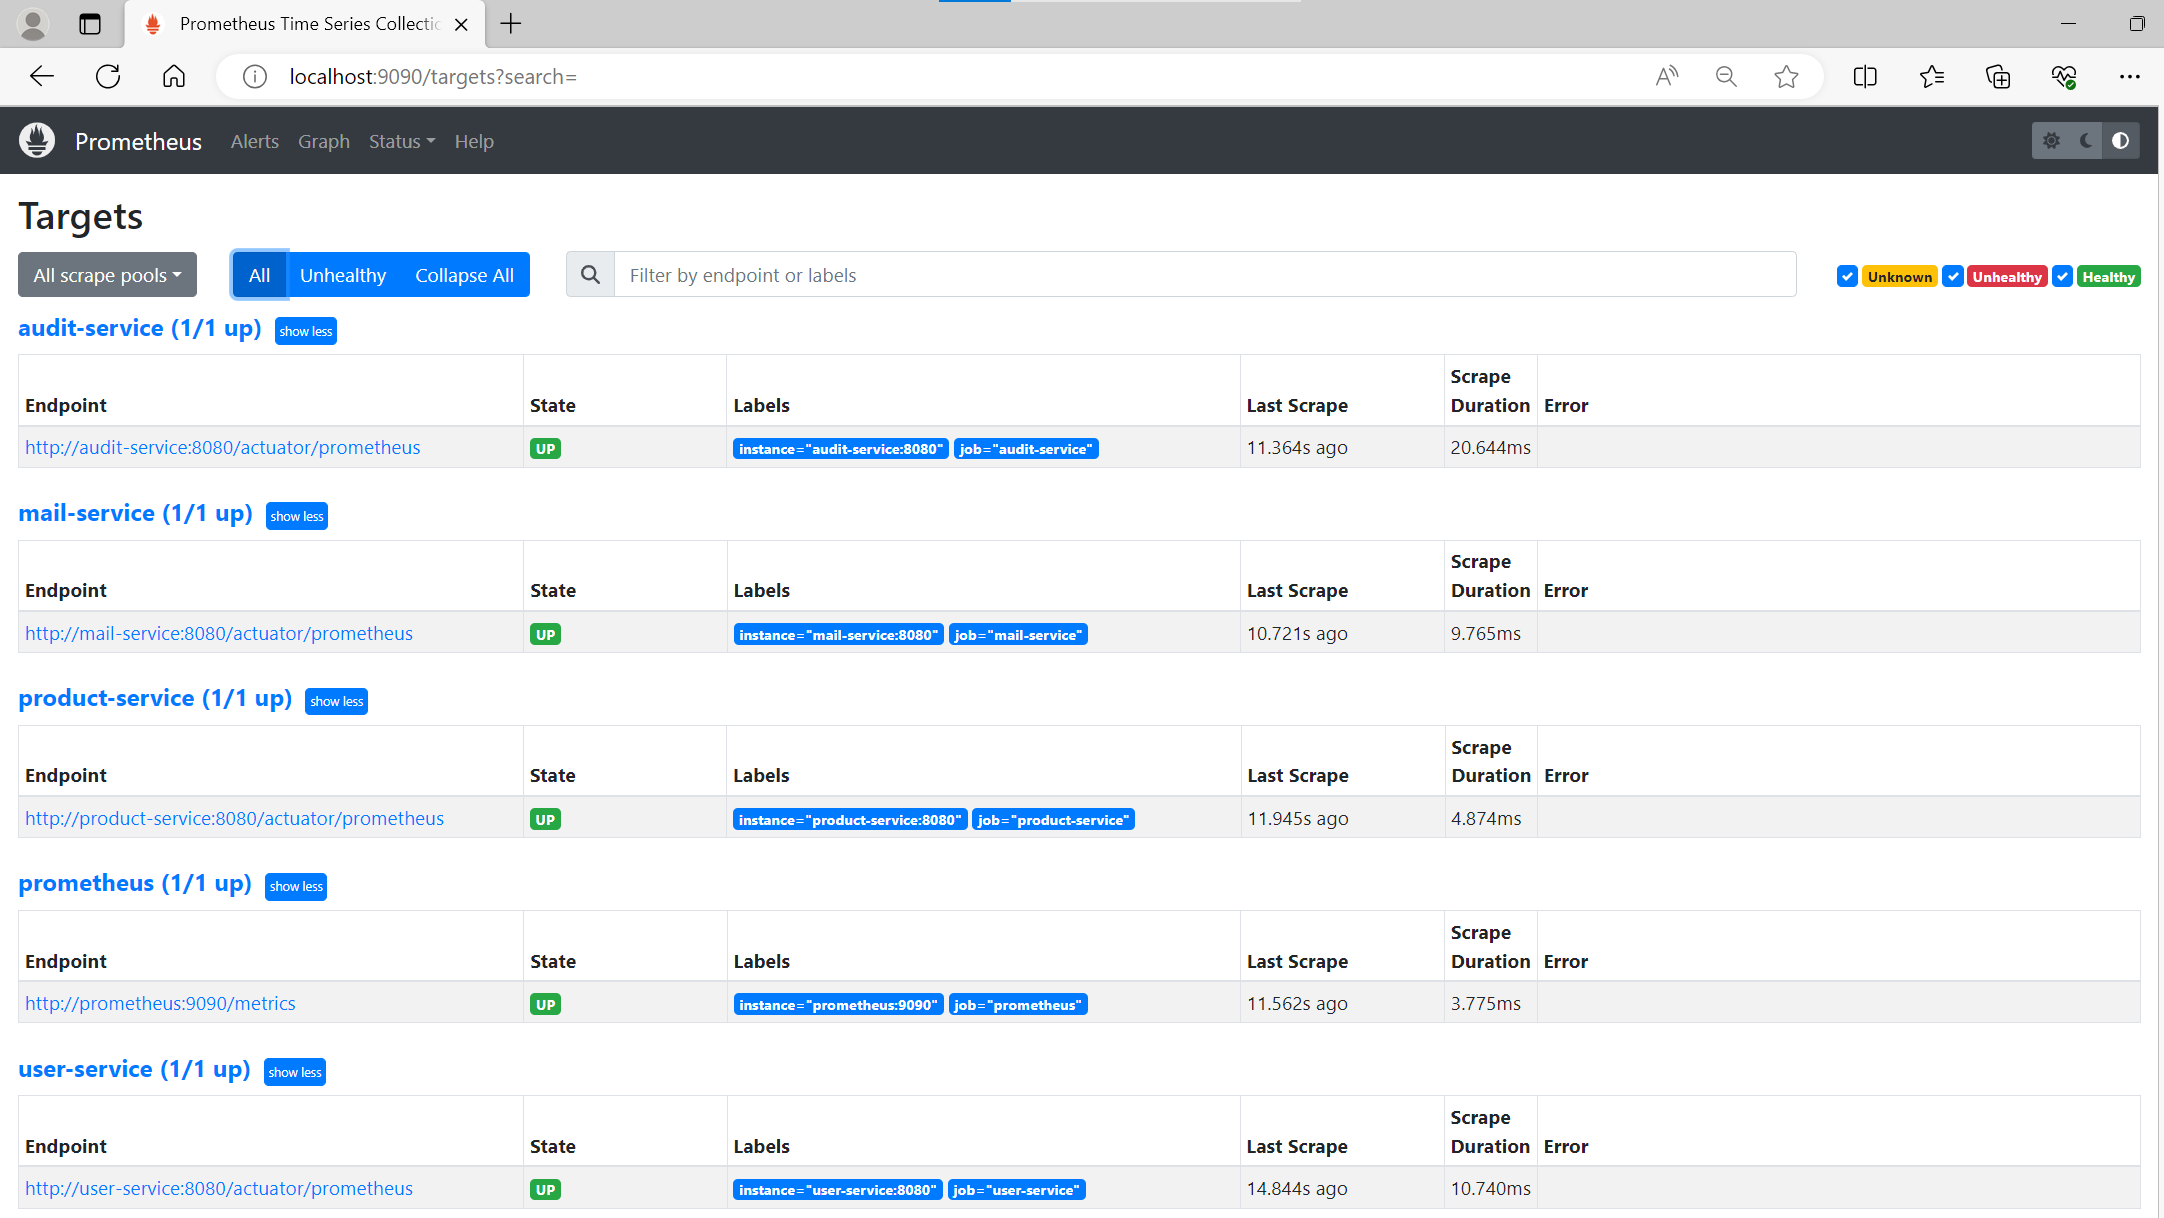 Prometheus Time Series Collectio
localhost:9090/targets?search=
Prometheus Alerts Graph Status Help
Targets
All scrape pools All Unhealthy Collapse All Filter by endpoint or labels Unknown Unhealthy Healthy
audit-service (1/1 up) show less
Endpoint State Labels Last Scrape Scrape Duration Error
http://audit-service:8080/actuator/prometheus UP instance="audit-service:8080" job="audit-service" 11.364s ago 20.644ms
mail-service (1/1 up) show less
Endpoint State Labels Last Scrape Scrape Duration Error
http://mail-service:8080/actuator/prometheus UP instance="mail-service:8080" job="mail-service" 10.721s ago 9.765ms
product-service (1/1 up) show less
Endpoint State Labels Last Scrape Scrape Duration Error
http://product-service:8080/actuator/prometheus UP instance="product-service:8080" job="product-service" 11.945s ago 4.874ms
prometheus (1/1 up) show less
Endpoint State Labels Last Scrape Scrape Duration Error
http://prometheus:9090/metrics UP instance="prometheus:9090" job="prometheus" 11.562s ago 3.775ms
user-service (1/1 up) show less
Endpoint State Labels Last Scrape Scrape Duration Error
http://user-service:8080/actuator/prometheus UP instance="user-service:8080" job="user-service" 14.844s ago 10.740ms